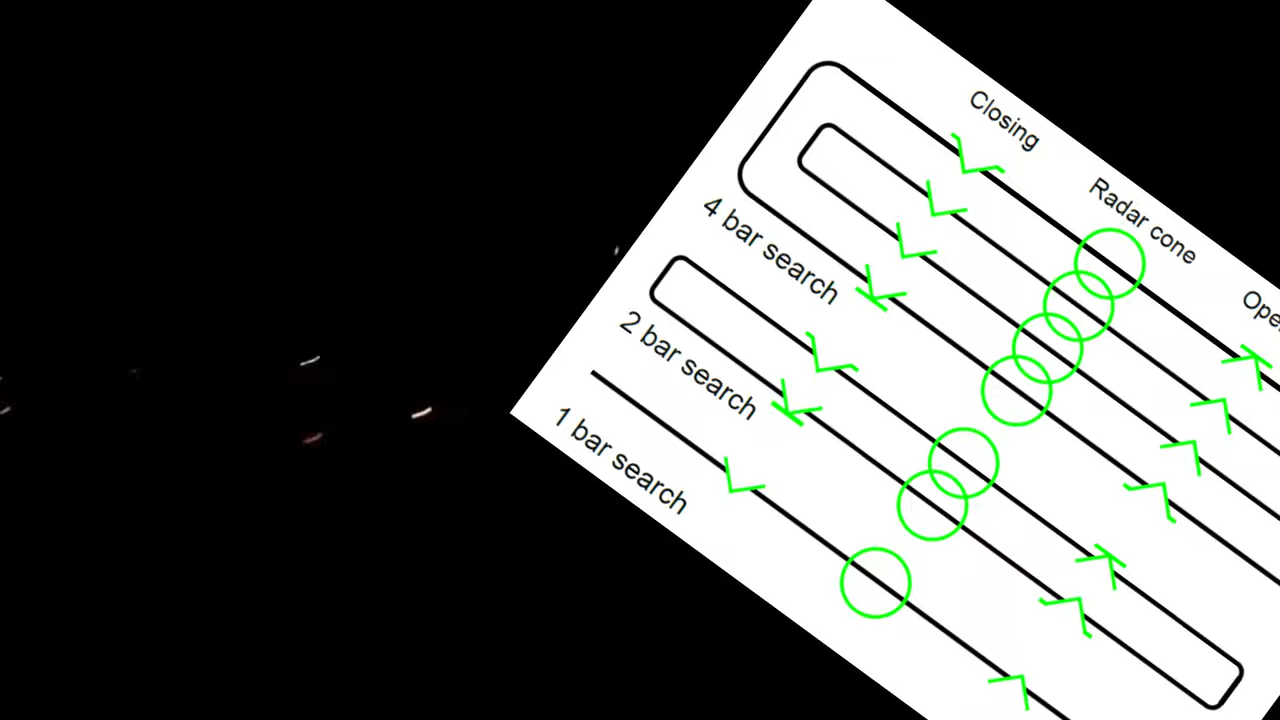 Closing
Radar cone
4 bar search
2 bar search
1 bar search